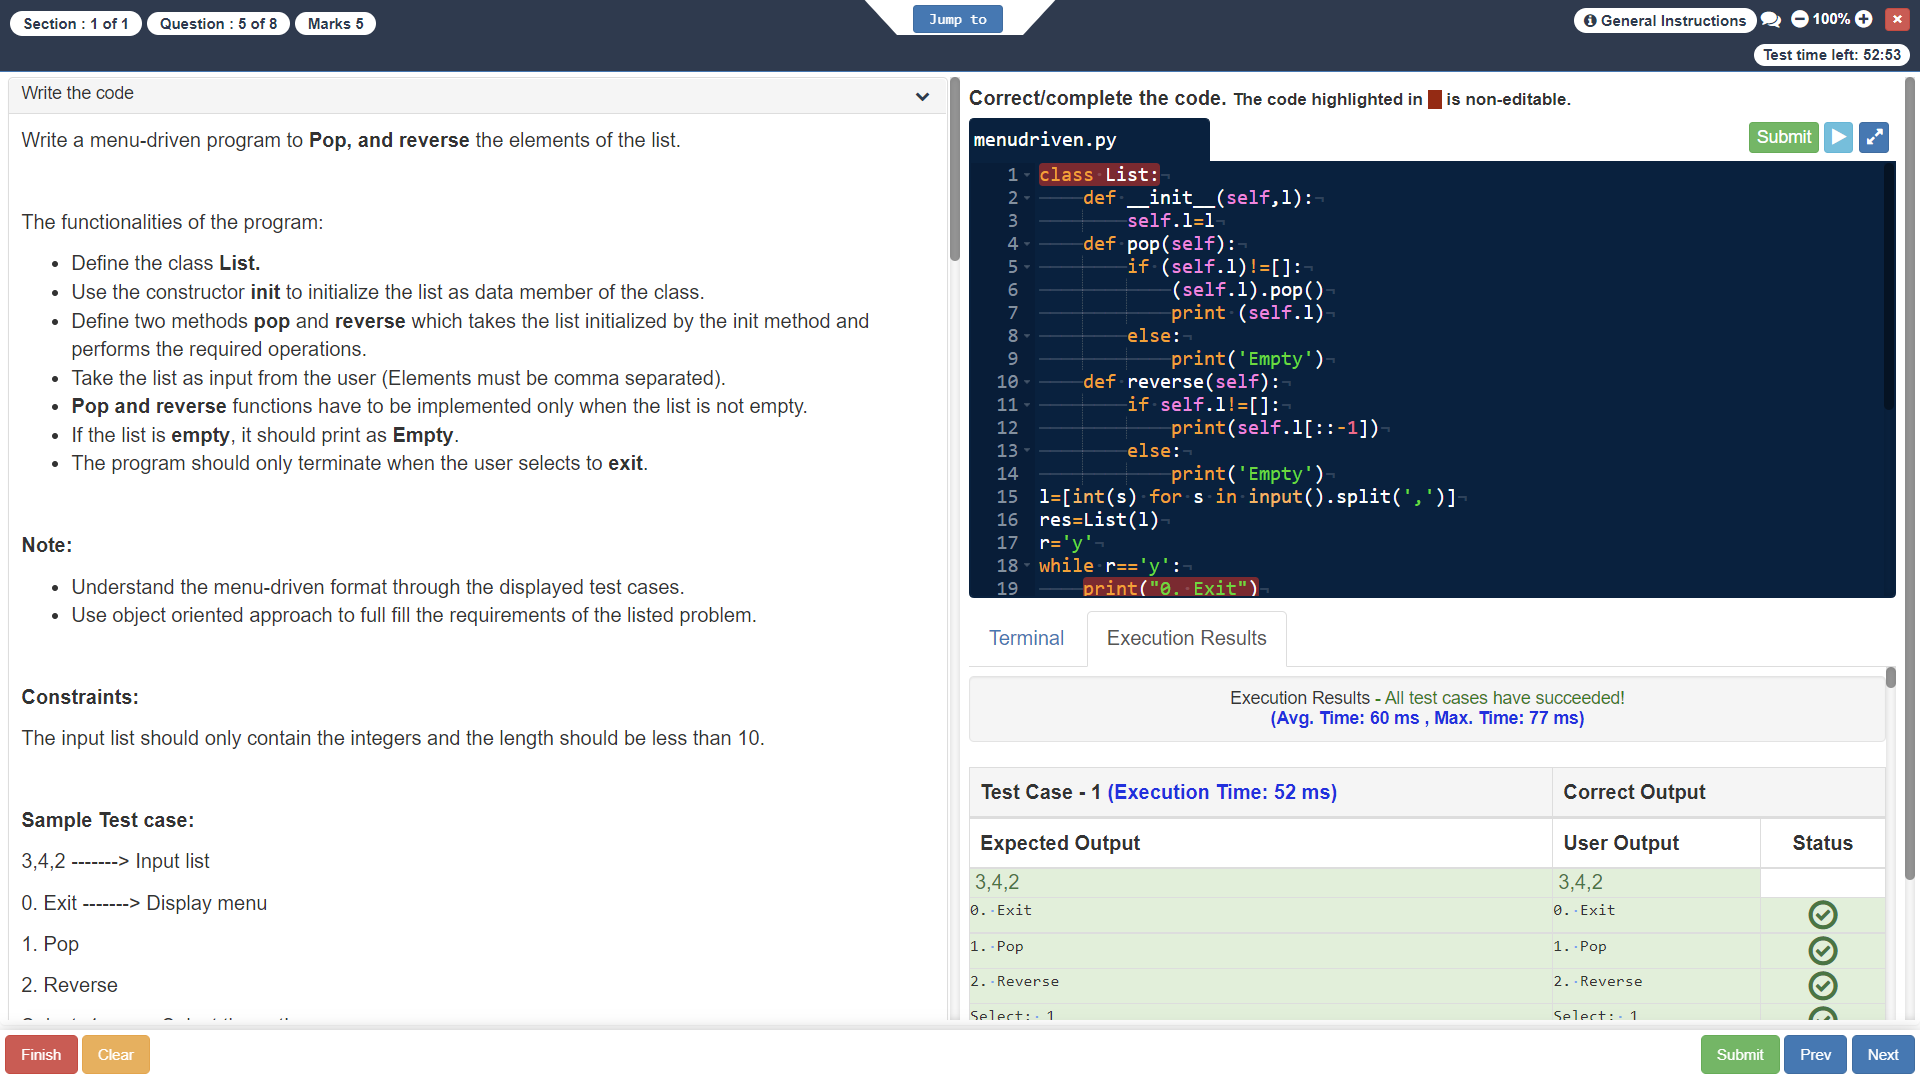 Section : 1 of 1
Question : 5 of 8
Marks 5
Jump to
General Instructions
100%
Test time left: 52:53
Write the code
Write a menu-driven program to Pop, and reverse the elements of the list.
The functionalities of the program:
• Define the class List.
• Use the constructor init to initialize the list as data member of the class.
• Define two methods pop and reverse which takes the list initialized by the init method and
performs the required operations.
• Take the list as input from the user (Elements must be comma separated).
• Pop and reverse functions have to be implemented only when the list is not empty.
• If the list is empty, it should print as Empty.
• The program should only terminate when the user selects to exit.
Note:
• Understand the menu-driven format through the displayed test cases.
• Use object oriented approach to full fill the requirements of the listed problem.
Constraints:
The input list should only contain the integers and the length should be less than 10.
Sample Test case:
3,4,2 -------> Input list
0. Exit -------> Display menu
1. Pop
2. Reverse
Correct/complete the code. The code highlighted in is non-editable.
menudriven.py
Submit
1 class List:
2 def __init__(self,l):
3 self.l=l
4 def pop(self):
5 if (self.l)!=[]:
6 (self.l).pop()
7 print (self.l)
8 else:
9 print('Empty')
10 def reverse(self):
11 if self.l!=[]:
12 print(self.l[::-1])
13 else:
14 print('Empty')
15 l=[int(s) for s in input().split(',')]
16 res=List(l)
17 r='y'
18 while r=='y':
19 print("0. Exit")
Terminal
Execution Results
Execution Results - All test cases have succeeded!
(Avg. Time: 60 ms , Max. Time: 77 ms)
Test Case - 1 (Execution Time: 52 ms)
Correct Output
Expected Output
User Output
Status
3,4,2
3,4,2
0. Exit
0. Exit
1. Pop
1. Pop
2. Reverse
2. Reverse
Select: 1
Select: 1
Finish
Clear
Submit
Prev
Next